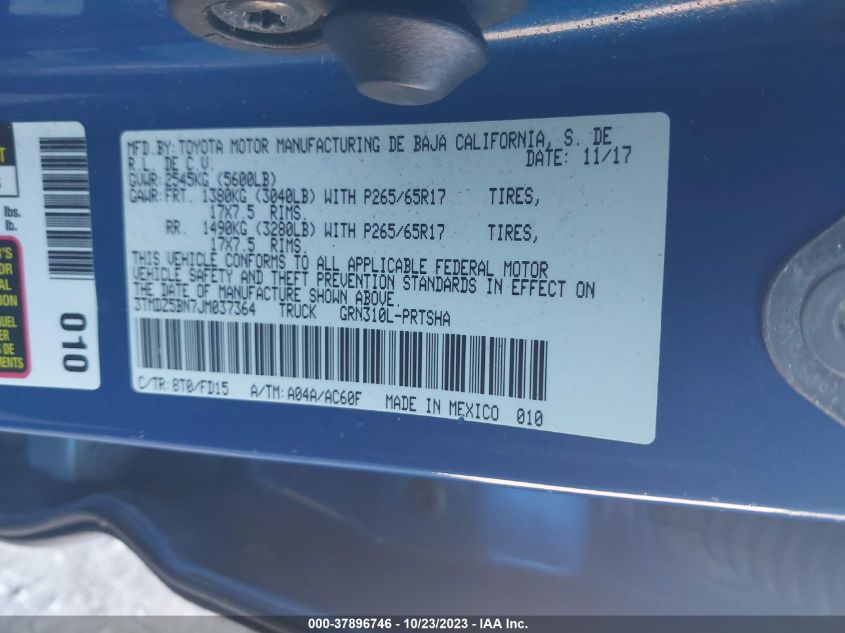 MFD.BY:TOYOTA MOTOR MANUFACTURING DE BAJA CALIFORNIA, S. DE
R.L. DE C.V. DATE: 11/17
GVWR:2545KG (5600LB)
GAWR:FRT. 1380KG (3040LB) WITH P265/65R17 TIRES,
17X7.5 RIMS.
RR. 1490KG (3280LB) WITH P265/65R17 TIRES,
17X7.5 RIMS.
THIS VEHICLE CONFORMS TO ALL APPLICABLE FEDERAL MOTOR
VEHICLE SAFETY AND THEFT PREVENTION STANDARDS IN EFFECT ON
THE DATE OF MANUFACTURE SHOWN ABOVE.
3TMDZ5BN7JM037364 TRUCK GRN310L-PRTSHA
C/TR:8T0/FD15 A/TM:A04A/AC60F MADE IN MEXICO 010
lbs.
lb.
010
000-37896746 - 10/23/2023 - IAA Inc.